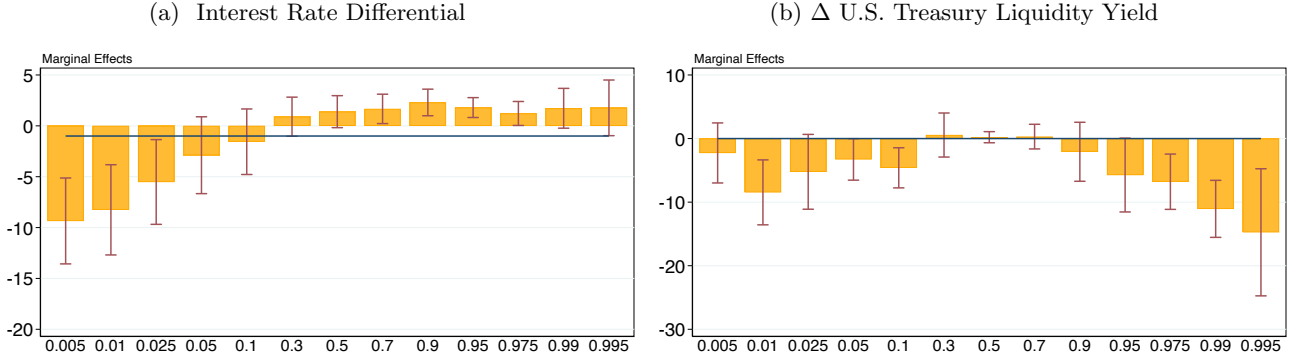 (a) Interest Rate Differential
Marginal Effects
5
0
-5
-10
-15
-20
0.005 0.01 0.025 0.05 0.1 0.3 0.5 0.7 0.9 0.95 0.975 0.99 0.995
(b) Δ U.S. Treasury Liquidity Yield
Marginal Effects
10
0
-10
-20
-30
0.005 0.01 0.025 0.05 0.1 0.3 0.5 0.7 0.9 0.95 0.975 0.99 0.995